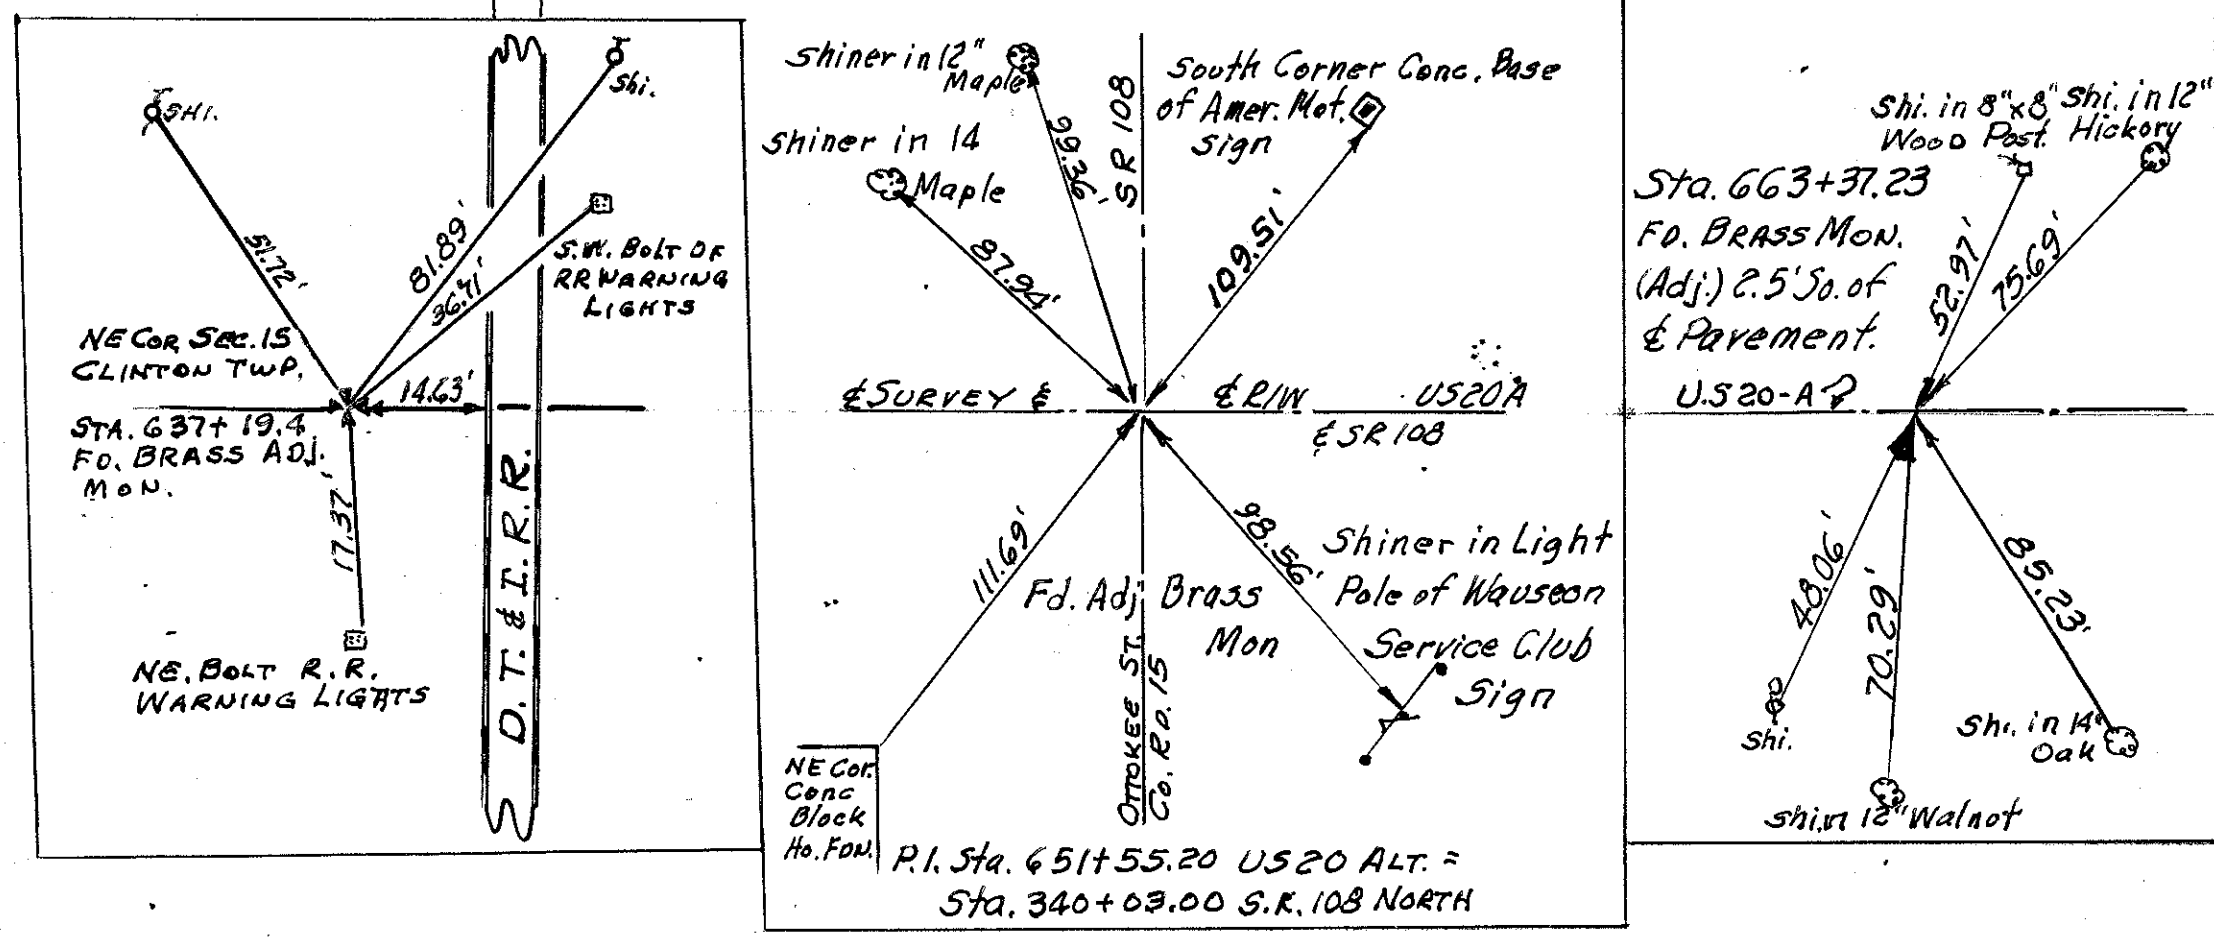 SHI.
Shi.
51.72'
81.89'
36.71'
S.W. BOLT OF
RR WARNING
LIGHTS
NE COR SEC. 15
CLINTON TWP.
14.63'
STA. 637+19.4
FD. BRASS ADJ.
MON.
17.37'
D. T. & I. R.R.
NE. BOLT R.R.
WARNING LIGHTS
Shiner in 12"
Maple
Shiner in 14
Maple
99.36'
87.94'
SR 108
South Corner Conc. Base
of Amer. Mot.
Sign
109.51'
℄ SURVEY &
℄ R/W
US20A
℄ SR 108
111.69'
98.56'
Fd. Adj. Brass
Mon
Shiner in Light
Pole of Wauseon
Service Club
Sign
OTTOKEE ST.
CO. RD. 15
NE Cor.
Conc
Block
Ho. FDN.
P.I. Sta. 651+55.20 US20 ALT. =
Sta. 340+03.00 S.R. 108 NORTH
Shi. in 8"x8"
Wood Post.
Shi. in 12"
Hickory
Sta. 663+37.23
FD. BRASS MON.
(Adj.) 2.5' So. of
℄ Pavement.
52.97'
75.69'
U.S 20-A
48.06'
70.29'
85.23'
Shi.
Shi. in 14"
Oak
Shi.in 12" Walnot